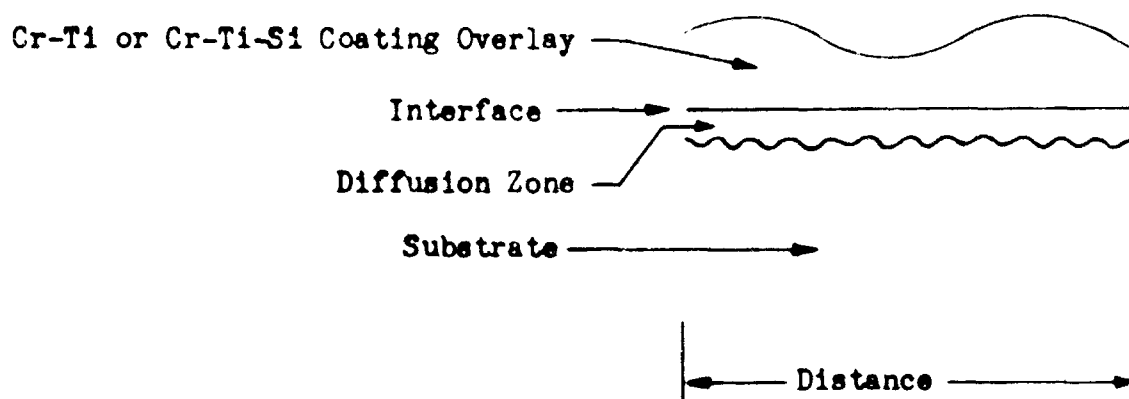 Cr-Ti or Cr-Ti-Si Coating Overlay
Interface
Diffusion Zone
Substrate
Distance